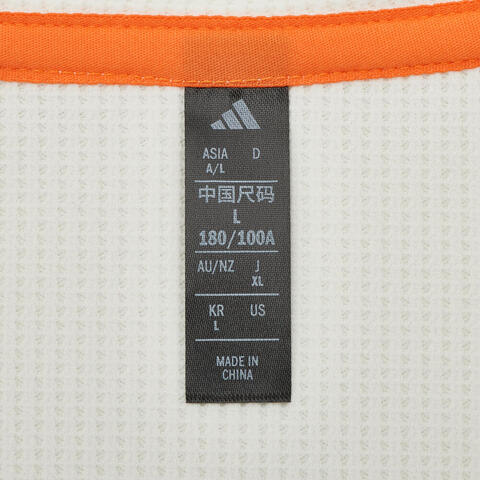 ASIA D
A/L
中国尺码
L
180/100A
AU/NZ J
XL
KR US
L
MADE IN
CHINA